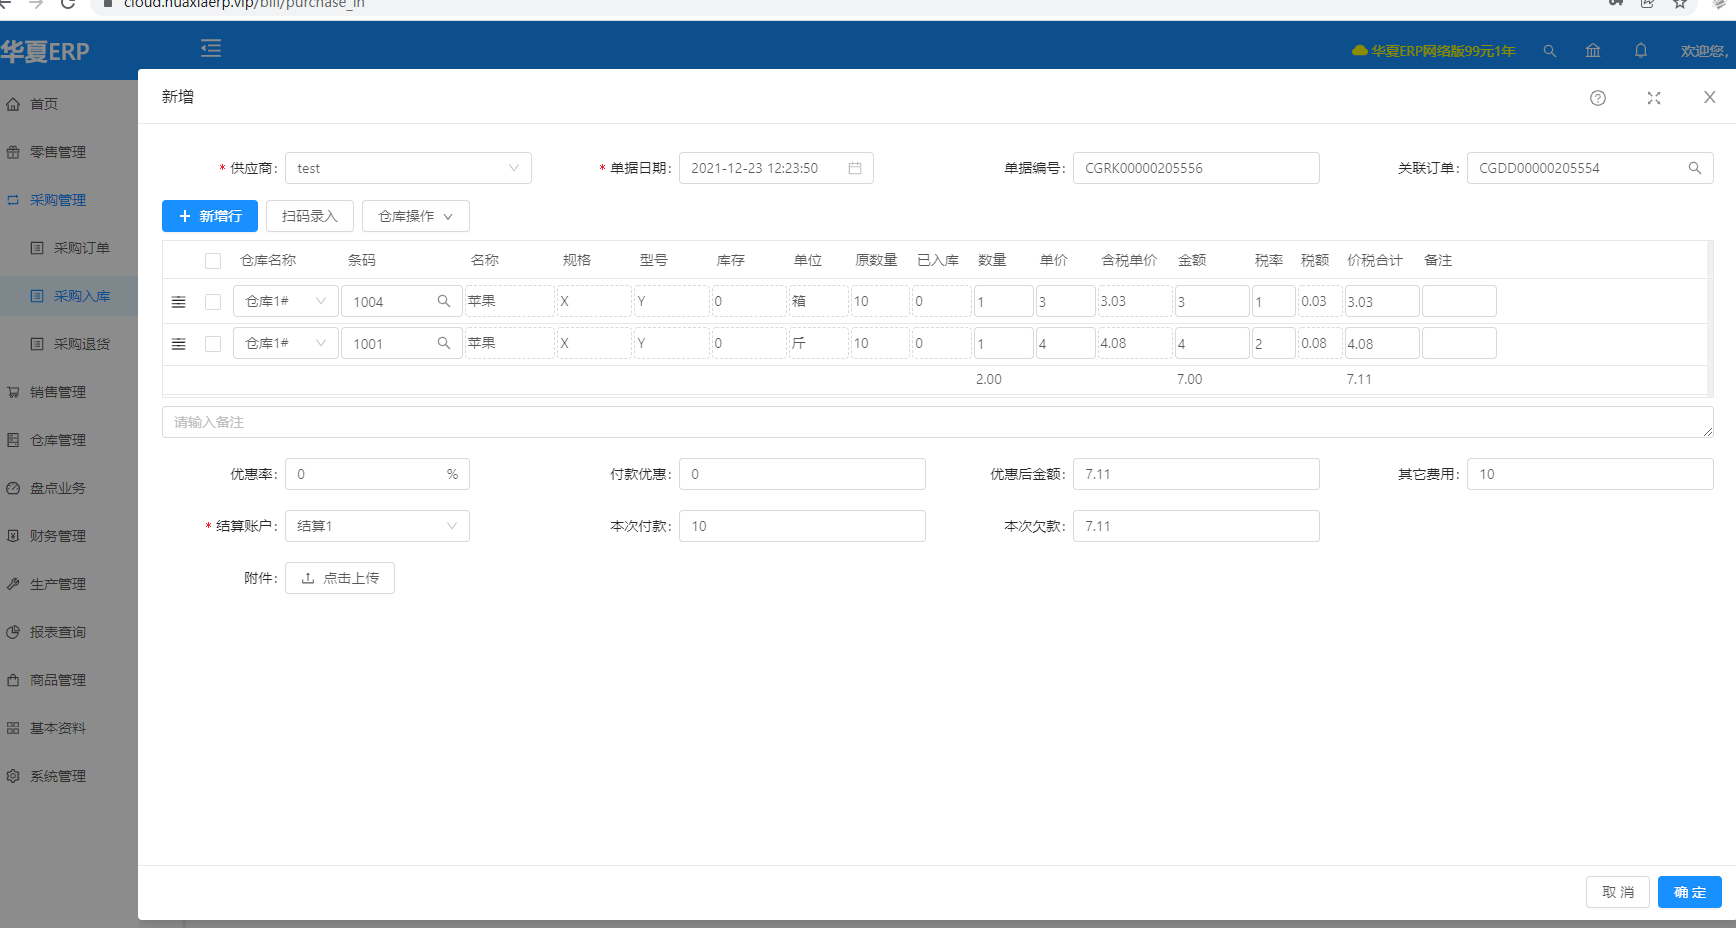 cloud.huaxiaerp.vip/bill/purchase_in
华夏ERP
华夏ERP网络版99元1年
欢迎您,
首页
零售管理
采购管理
采购订单
采购入库
采购退货
销售管理
仓库管理
盘点业务
财务管理
生产管理
报表查询
商品管理
基本资料
系统管理
新增
* 供应商: test
* 单据日期: 2021-12-23 12:23:50
单据编号: CGRK00000205556
关联订单: CGDD00000205554
+ 新增行 扫码录入 仓库操作
仓库名称 条码 名称 规格 型号 库存 单位 原数量 已入库 数量 单价 含税单价 金额 税率 税额 价税合计 备注
仓库1# 1004 苹果 X Y 0 箱 10 0 1 3 3.03 3 1 0.03 3.03
仓库1# 1001 苹果 X Y 0 斤 10 0 1 4 4.08 4 2 0.08 4.08
2.00 7.00 7.11
请输入备注
优惠率: 0 %
付款优惠: 0
优惠后金额: 7.11
其它费用: 10
* 结算账户: 结算1
本次付款: 10
本次欠款: 7.11
附件: 点击上传
取 消 确 定